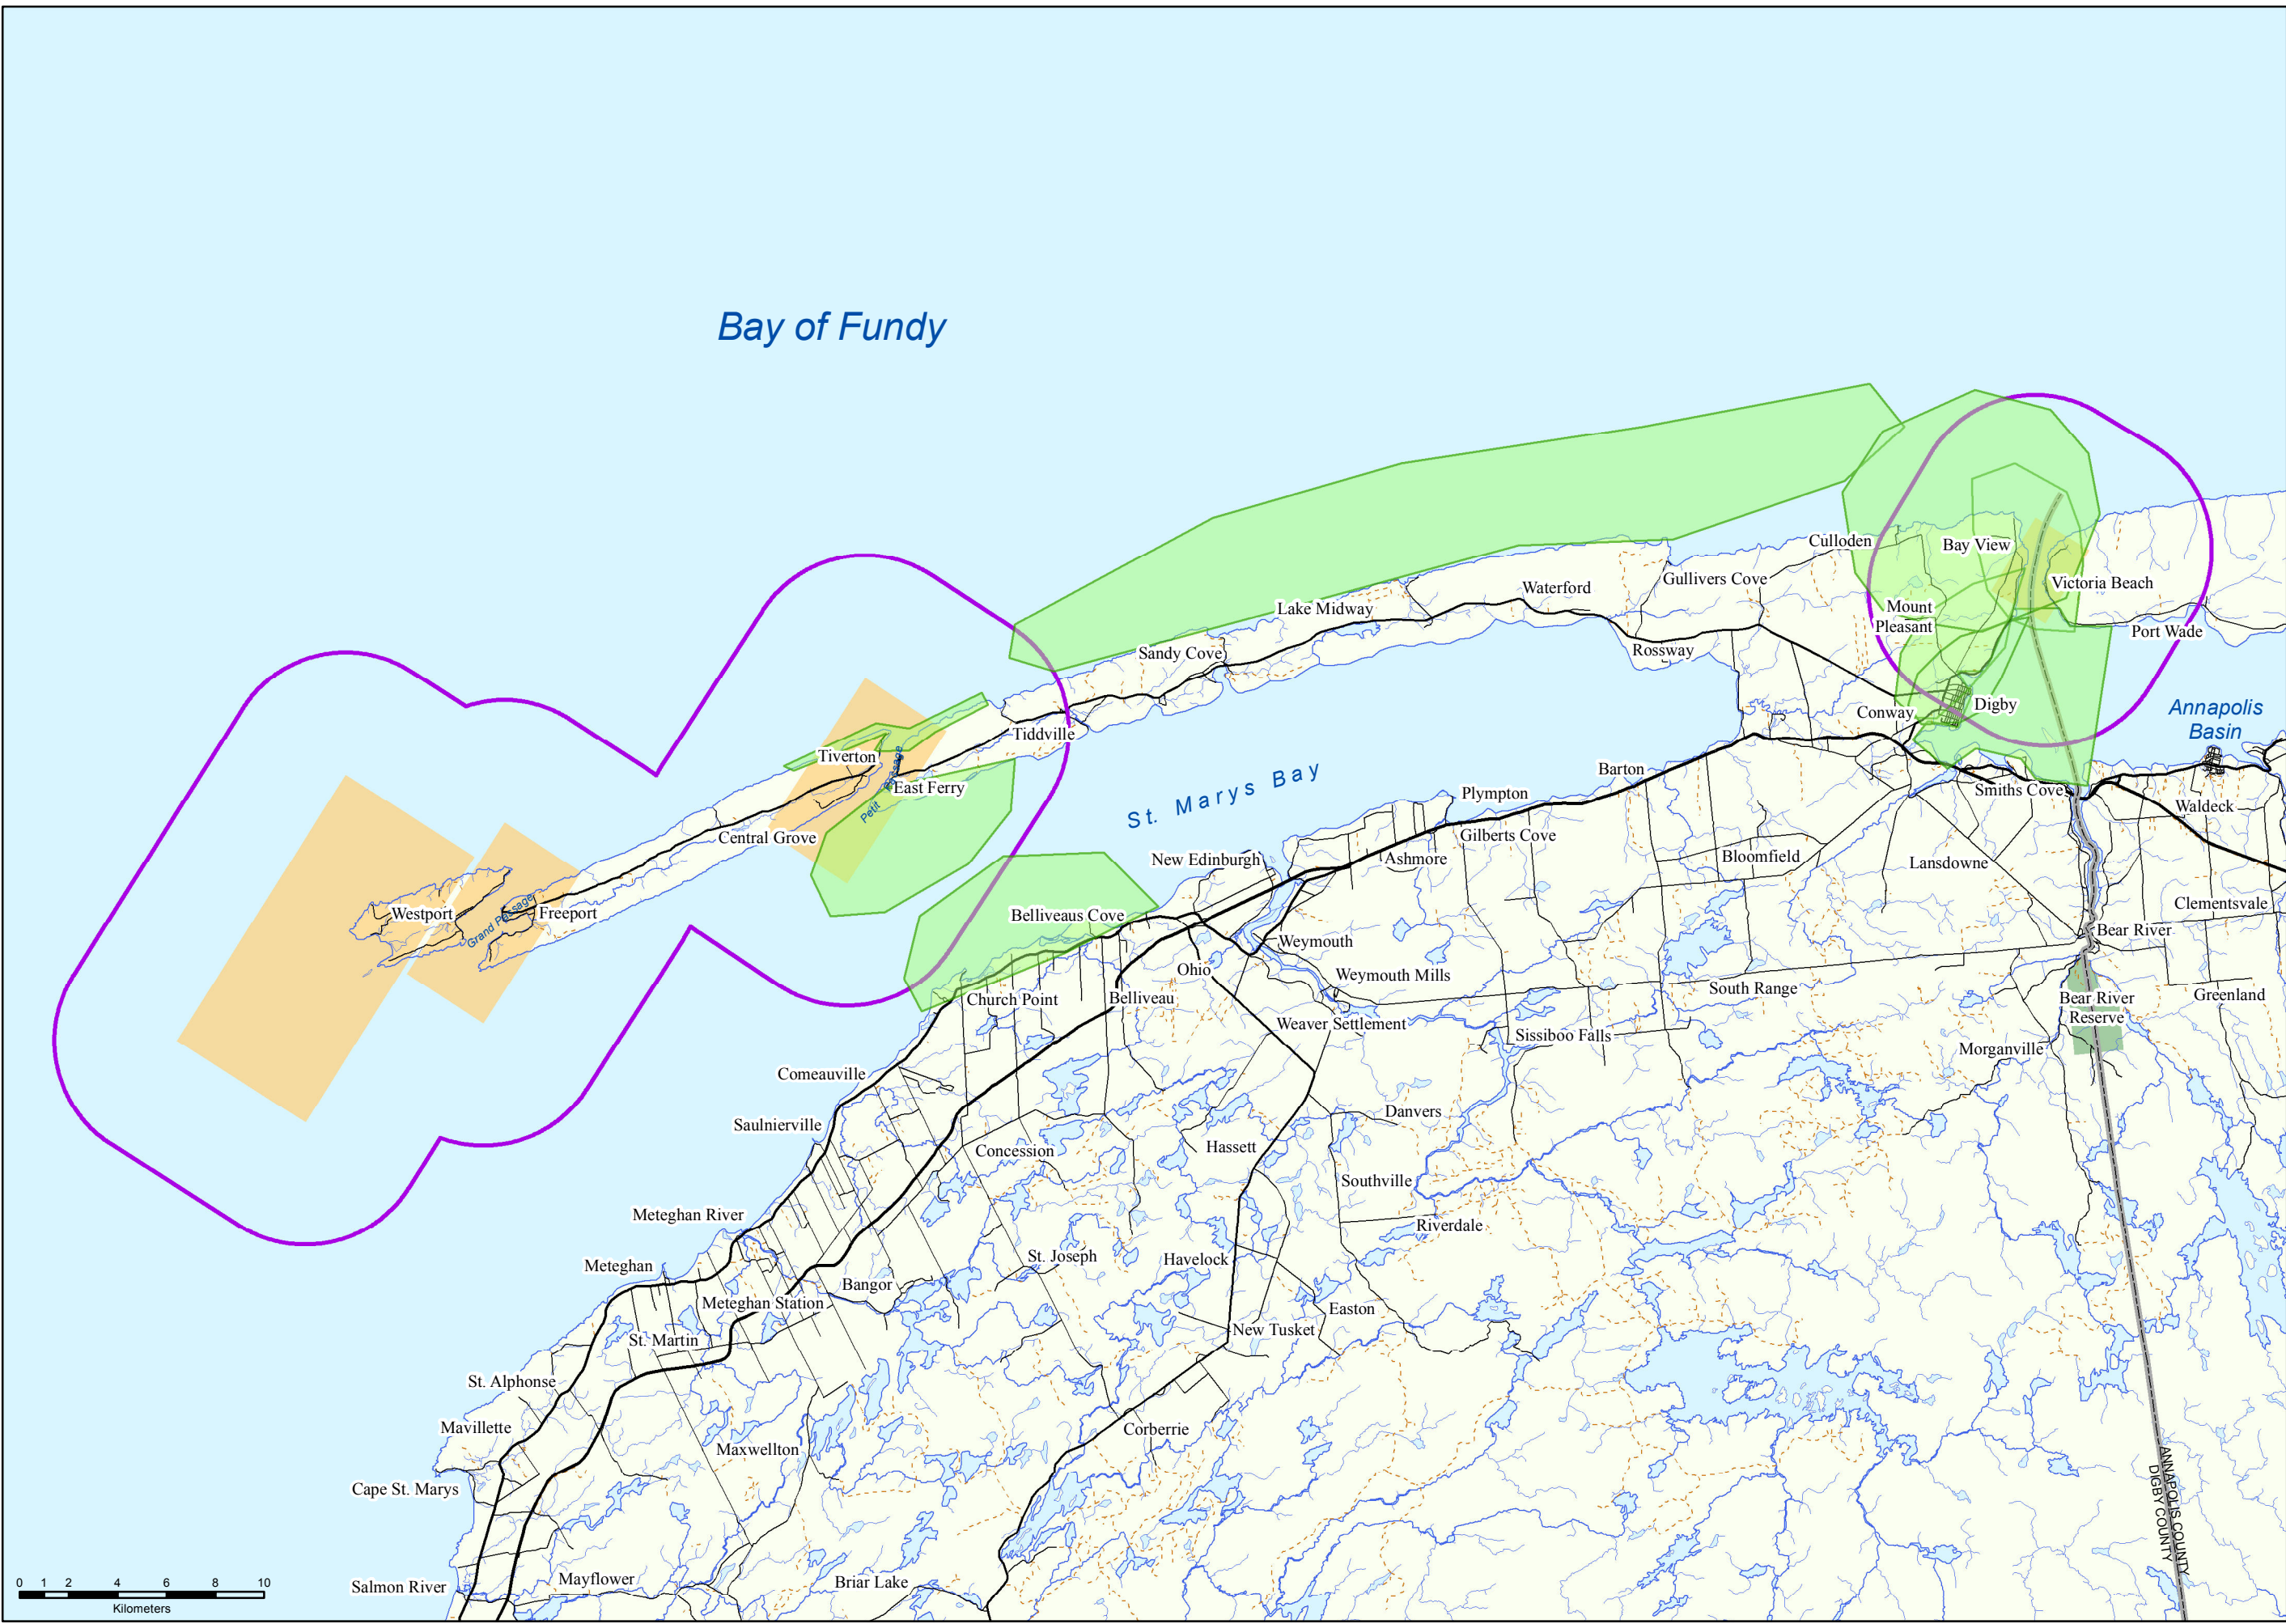 Bay of Fundy
Culloden
Bay View
Gullivers Cove
Victoria Beach
Waterford
Lake Midway
Mount
Pleasant
Port Wade
Sandy Cove
Rossway
Digby
Conway
Annapolis
Basin
Tiddville
Tiverton
Petit Passage
East Ferry
St. Marys Bay
Barton
Plympton
Smiths Cove
Waldeck
Central Grove
Gilberts Cove
New Edinburgh
Ashmore
Bloomfield
Lansdowne
Westport
Grand Passage
Freeport
Belliveaus Cove
Clementsvale
Bear River
Weymouth
Ohio
Weymouth Mills
South Range
Church Point
Belliveau
Bear River
Reserve
Greenland
Weaver Settlement
Sissiboo Falls
Morganville
Comeauville
Danvers
Saulnierville
Hassett
Concession
Southville
Meteghan River
Riverdale
St. Joseph
Havelock
Meteghan
Bangor
Meteghan Station
Easton
St. Martin
New Tusket
St. Alphonse
Mavillette
Corberrie
Maxwellton
Cape St. Marys
ANNAPOLIS COUNTY
DIGBY COUNTY
Salmon River
Mayflower
Briar Lake
0 1 2 4 6 8 10
Kilometers